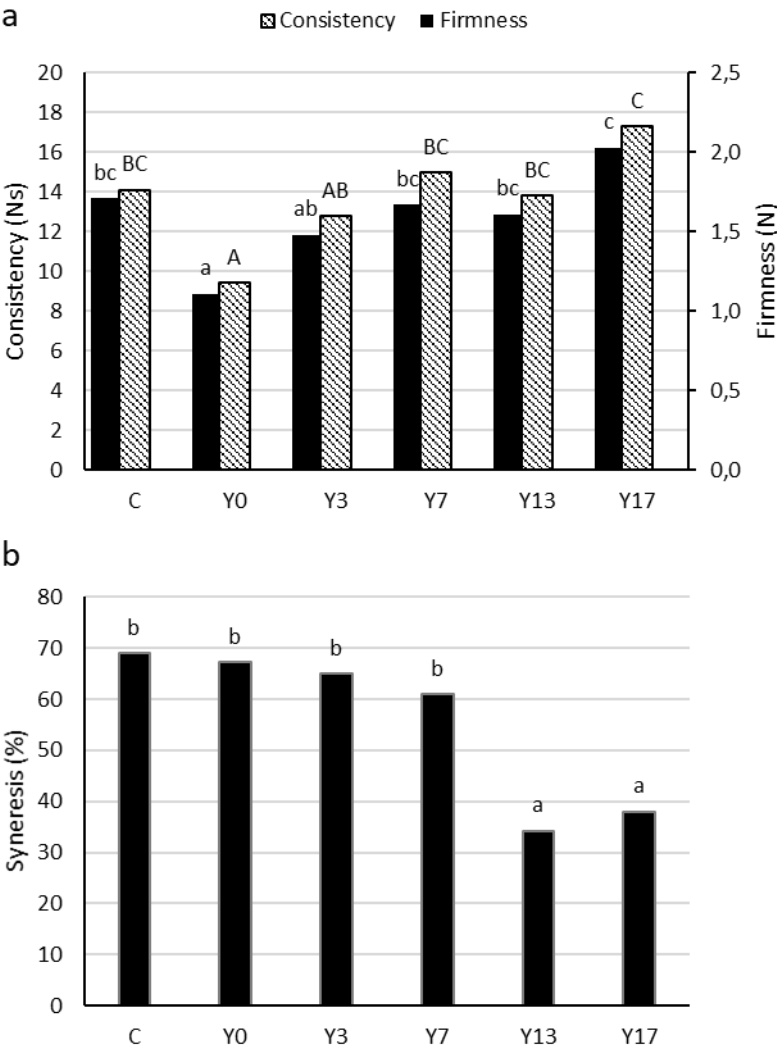 a
Consistency Firmness
20 2,5
18
16 2,0
14
12 1,5
10
8 1,0
6
4 0,5
2
0 0,0
Consistency (Ns)
Firmness (N)
bc BC a A ab AB bc BC bc BC c C
C Y0 Y3 Y7 Y13 Y17
b
80
70
60
50
40
30
20
10
0
Syneresis (%)
b b b b a a
C Y0 Y3 Y7 Y13 Y17